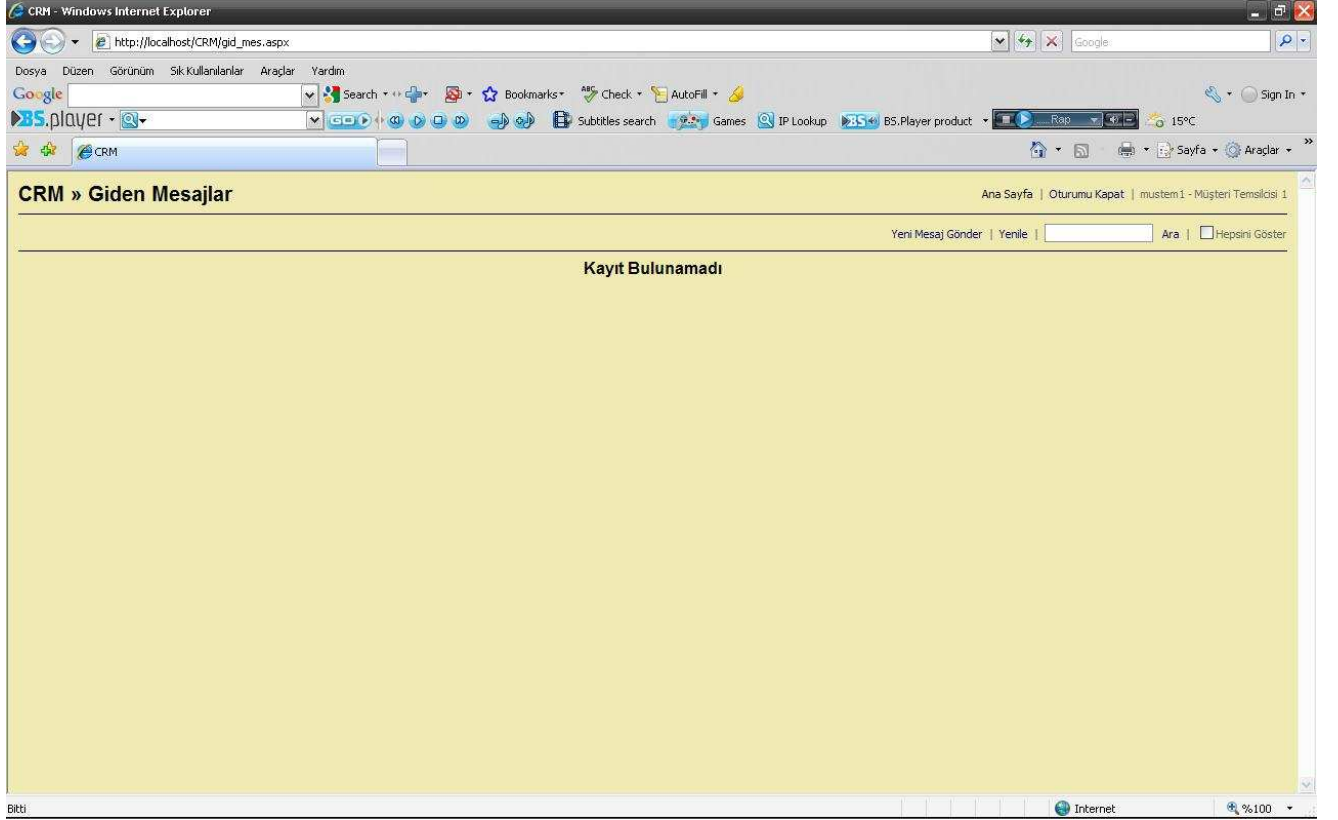 CRM - Windows Internet Explorer
http://localhost/CRM/gid_mes.aspx Google
Dosya Düzen Görünüm Sık Kullanılanlar Araçlar Yardım
Google Search Bookmarks ABC Check AutoFill Sign In
BS.player GO Subtitles search Games IP Lookup BS BS.Player product Rap 15°C
CRM Sayfa Araçlar »
CRM » Giden Mesajlar Ana Sayfa | Oturumu Kapat | mustem1 - Müşteri Temsilcisi 1
Yeni Mesaj Gönder | Yenile | Ara | Hepsini Göster
Kayıt Bulunamadı
Bitti Internet %100